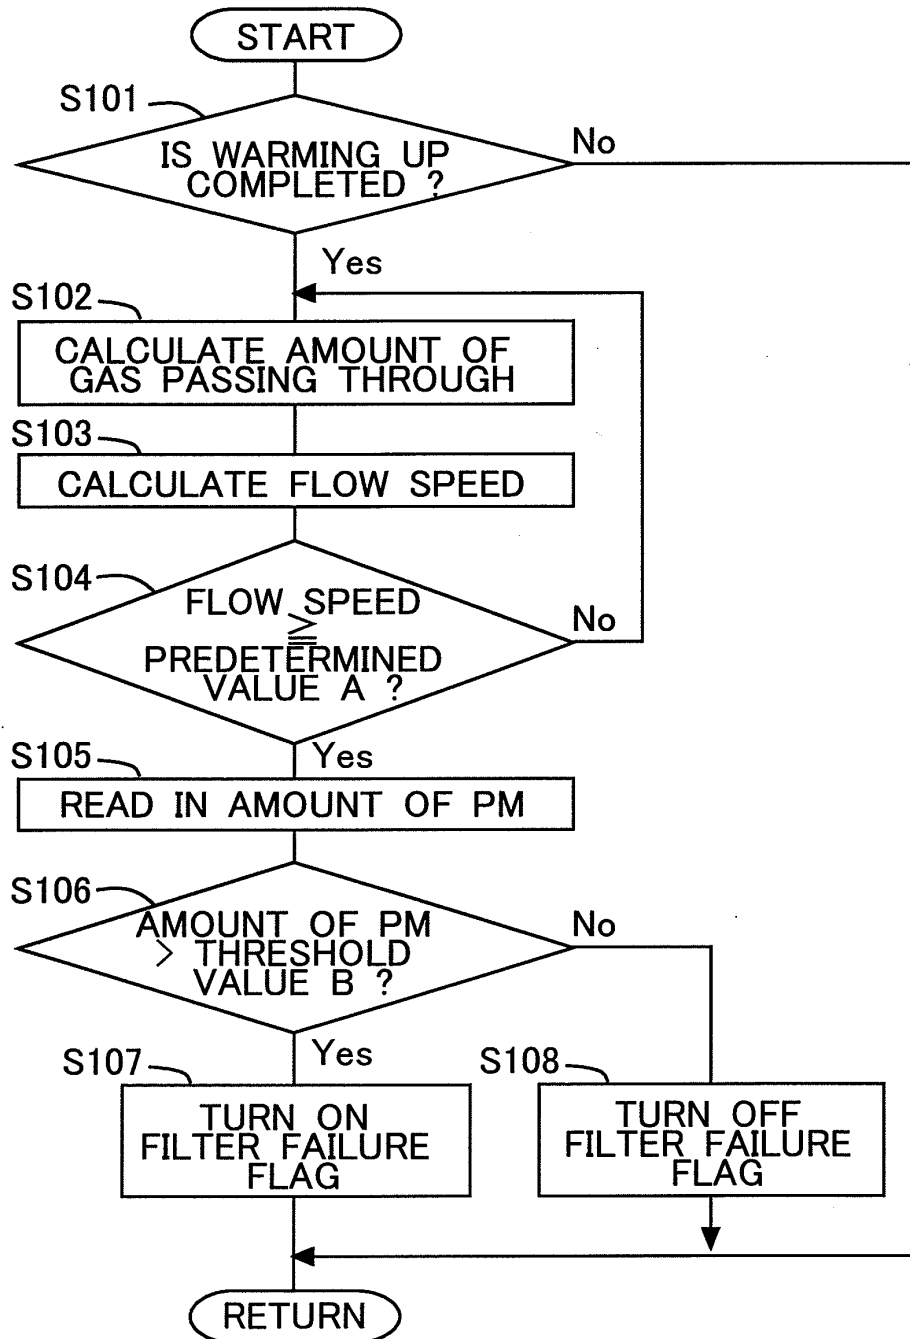 START
S101
IS WARMING UP
COMPLETED ?
No
Yes
S102
CALCULATE AMOUNT OF
GAS PASSING THROUGH
S103
CALCULATE FLOW SPEED
S104
FLOW SPEED
≧
PREDETERMINED
VALUE A ?
No
Yes
S105
READ IN AMOUNT OF PM
S106
AMOUNT OF PM
> THRESHOLD
VALUE B ?
No
Yes
S107
TURN ON
FILTER FAILURE
FLAG
S108
TURN OFF
FILTER FAILURE
FLAG
RETURN